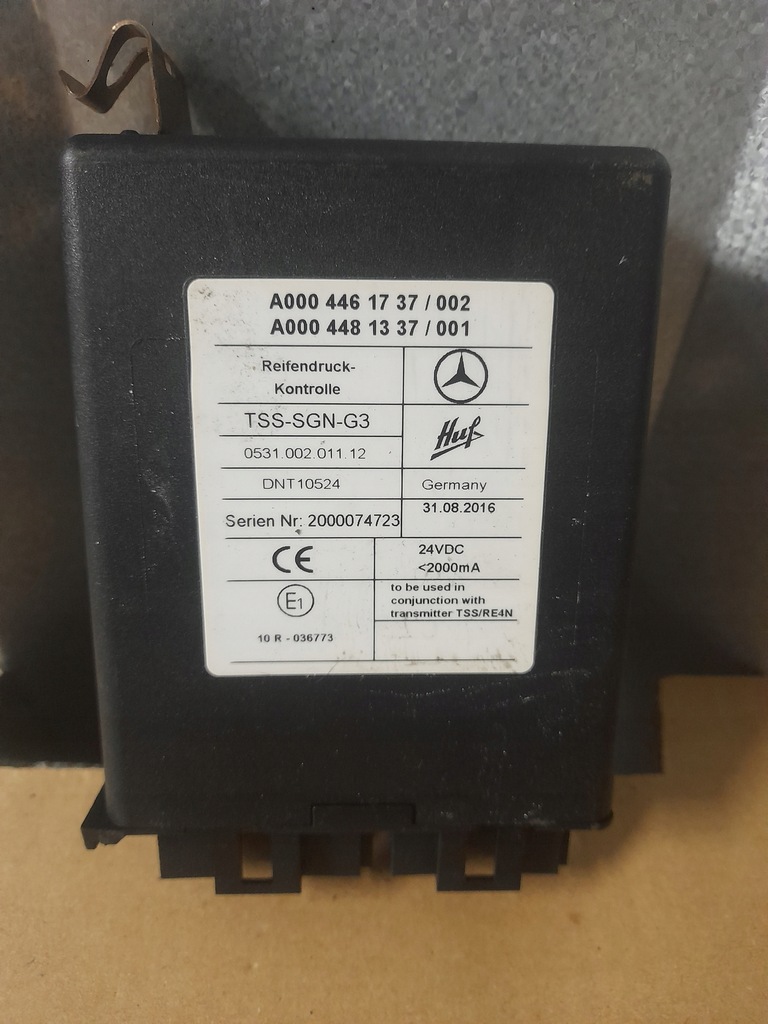 A000 446 17 37 / 002
A000 448 13 37 / 001
Reifendruck-
Kontrolle
TSS-SGN-G3
Huf
0531.002.011.12
DNT10524
Germany
Serien Nr: 2000074723
31.08.2016
CE
24VDC
<2000mA
E1
to be used in
conjunction with
transmitter TSS/RE4N
10 R - 036773